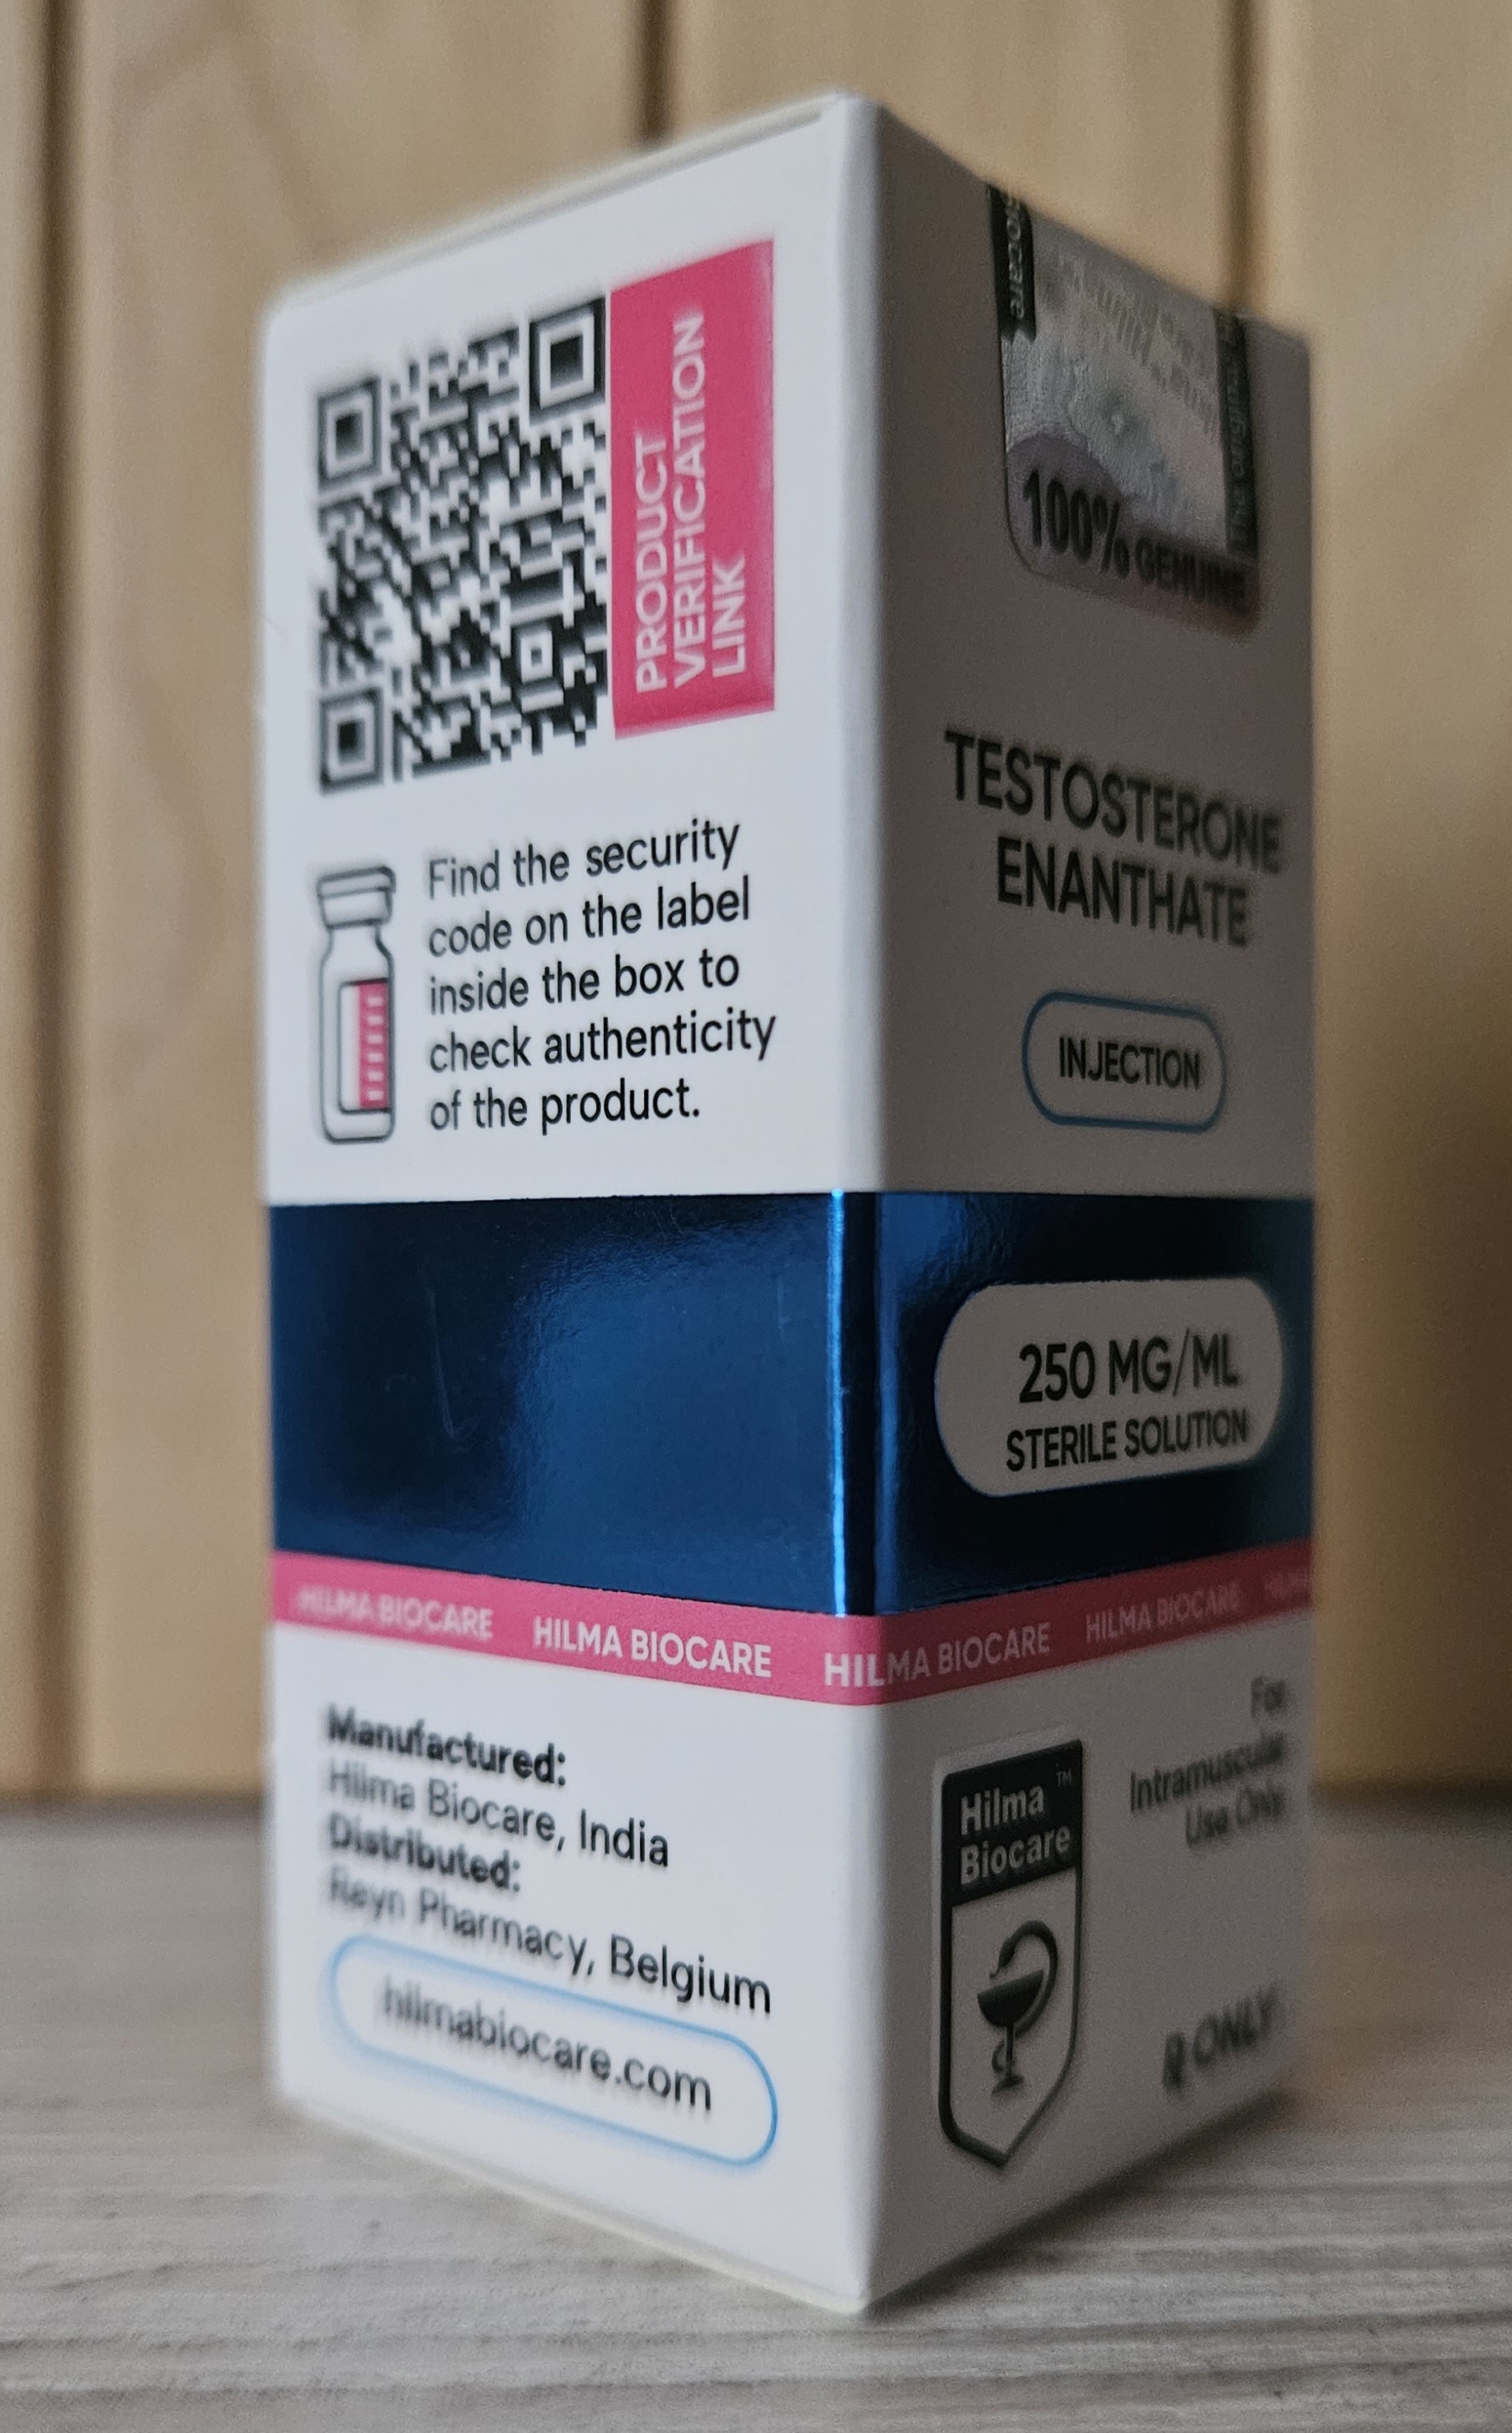 PRODUCT
VERIFICATION
LINK
Find the security
code on the label
inside the box to
check authenticity
of the product.
HILMA BIOCARE HILMA BIOCARE HILMA BIOCARE HILMA BIOCARE
Manufactured:
Hilma Biocare, India
Distributed:
Rayn Pharmacy, Belgium
hilmabiocare.com
100% GENUINE
TESTOSTERONE
ENANTHATE
INJECTION
250 MG/ML
STERILE SOLUTION
Hilma™
Biocare
For
Intramuscular
Use Only
℞ ONLY